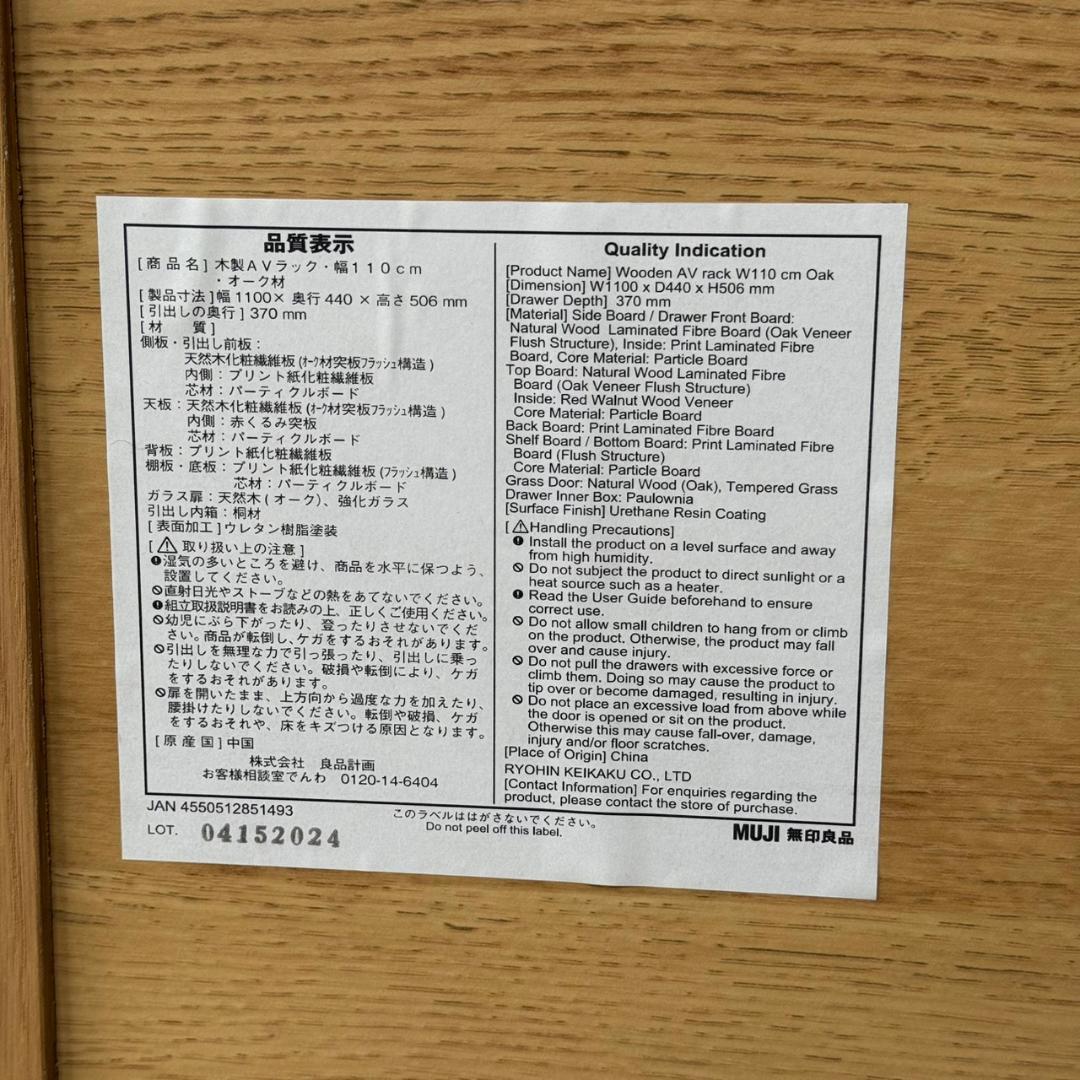 品質表示
[商品名]木製AVラック・幅110cm
・オーク材
[製品寸法]幅1100×奥行440×高さ506mm
[引出しの奥行]370mm
[材　質]
側板・引出し前板：
天然木化粧繊維板(ｵｰｸ材突板ﾌﾗｯｼｭ構造)
内側：プリント紙化粧繊維板
芯材：パーティクルボード
天板：天然木化粧繊維板(ｵｰｸ材突板ﾌﾗｯｼｭ構造)
内側：赤くるみ突板
芯材：パーティクルボード
背板：プリント紙化粧繊維板
棚板・底板：プリント紙化粧繊維板(ﾌﾗｯｼｭ構造)
芯材：パーティクルボード
ガラス扉：天然木(オーク)、強化ガラス
引出し内箱：桐材
[表面加工]ウレタン樹脂塗装
[⚠取り扱い上の注意]
湿気の多いところを避け、商品を水平に保つよう、
設置してください。
直射日光やストーブなどの熱をあてないでください。
組立取扱説明書をお読みの上、正しくご使用ください。
幼児にぶら下がったり、登ったりさせないでくだ
さい。商品が転倒し、ケガをするおそれがあります。
引出しを無理な力で引っ張ったり、引出しに乗っ
たりしないでください。破損や転倒により、ケガ
をするおそれがあります。
扉を開いたまま、上方向から過度な力を加えたり、
腰掛けたりしないでください。転倒や破損、ケガ
をするおそれや、床をキズつける原因となります。
[原産国]中国
株式会社　良品計画
お客様相談室でんわ　0120-14-6404
Quality Indication
[Product Name] Wooden AV rack W110 cm Oak
[Dimension] W1100 x D440 x H506 mm
[Drawer Depth] 370 mm
[Material] Side Board / Drawer Front Board:
Natural Wood Laminated Fibre Board (Oak Veneer
Flush Structure), Inside: Print Laminated Fibre
Board, Core Material: Particle Board
Top Board: Natural Wood Laminated Fibre
Board (Oak Veneer Flush Structure)
Inside: Red Walnut Wood Veneer
Core Material: Particle Board
Back Board: Print Laminated Fibre Board
Shelf Board / Bottom Board: Print Laminated Fibre
Board (Flush Structure)
Core Material: Particle Board
Grass Door: Natural Wood (Oak), Tempered Grass
Drawer Inner Box: Paulownia
[Surface Finish] Urethane Resin Coating
[⚠Handling Precautions]
Install the product on a level surface and away
from high humidity.
Do not subject the product to direct sunlight or a
heat source such as a heater.
Read the User Guide beforehand to ensure
correct use.
Do not allow small children to hang from or climb
on the product. Otherwise, the product may fall
over and cause injury.
Do not pull the drawers with excessive force or
climb them. Doing so may cause the product to
tip over or become damaged, resulting in injury.
Do not place an excessive load from above while
the door is opened or sit on the product.
Otherwise this may cause fall-over, damage,
injury and/or floor scratches.
[Place of Origin] China
RYOHIN KEIKAKU CO., LTD
[Contact Information] For enquiries regarding the
product, please contact the store of purchase.
JAN 4550512851493
LOT. 04152024
このラベルははがさないでください。
Do not peel off this label.
MUJI 無印良品